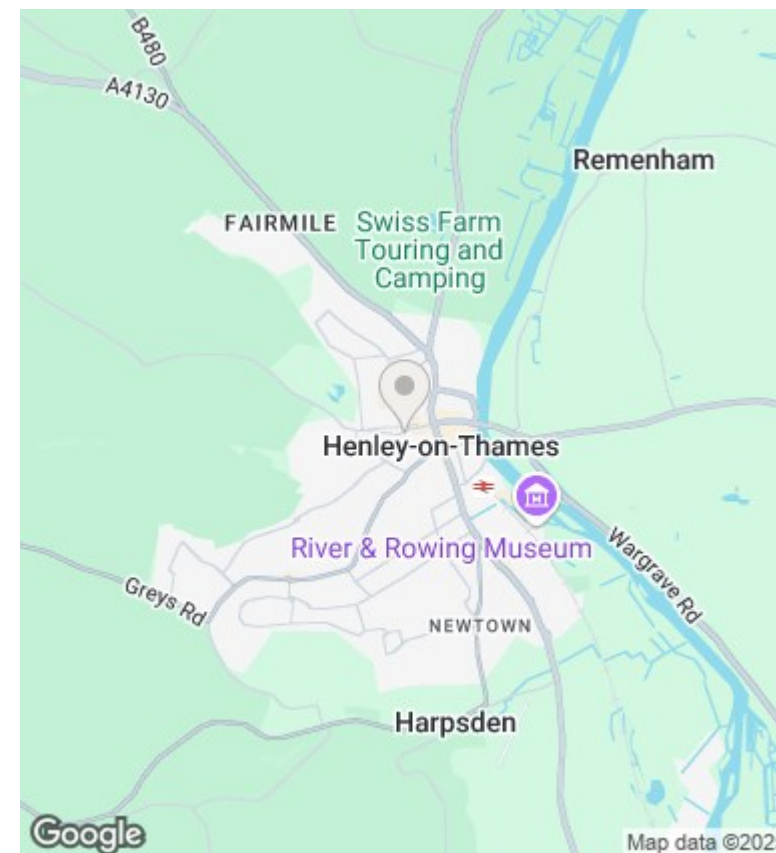 B480
A4130
Remenham
FAIRMILE
Swiss Farm
Touring and
Camping
Henley-on-Thames
River & Rowing Museum
Wargrave Rd
Greys Rd
NEWTOWN
Harpsden
Google
Map data ©202